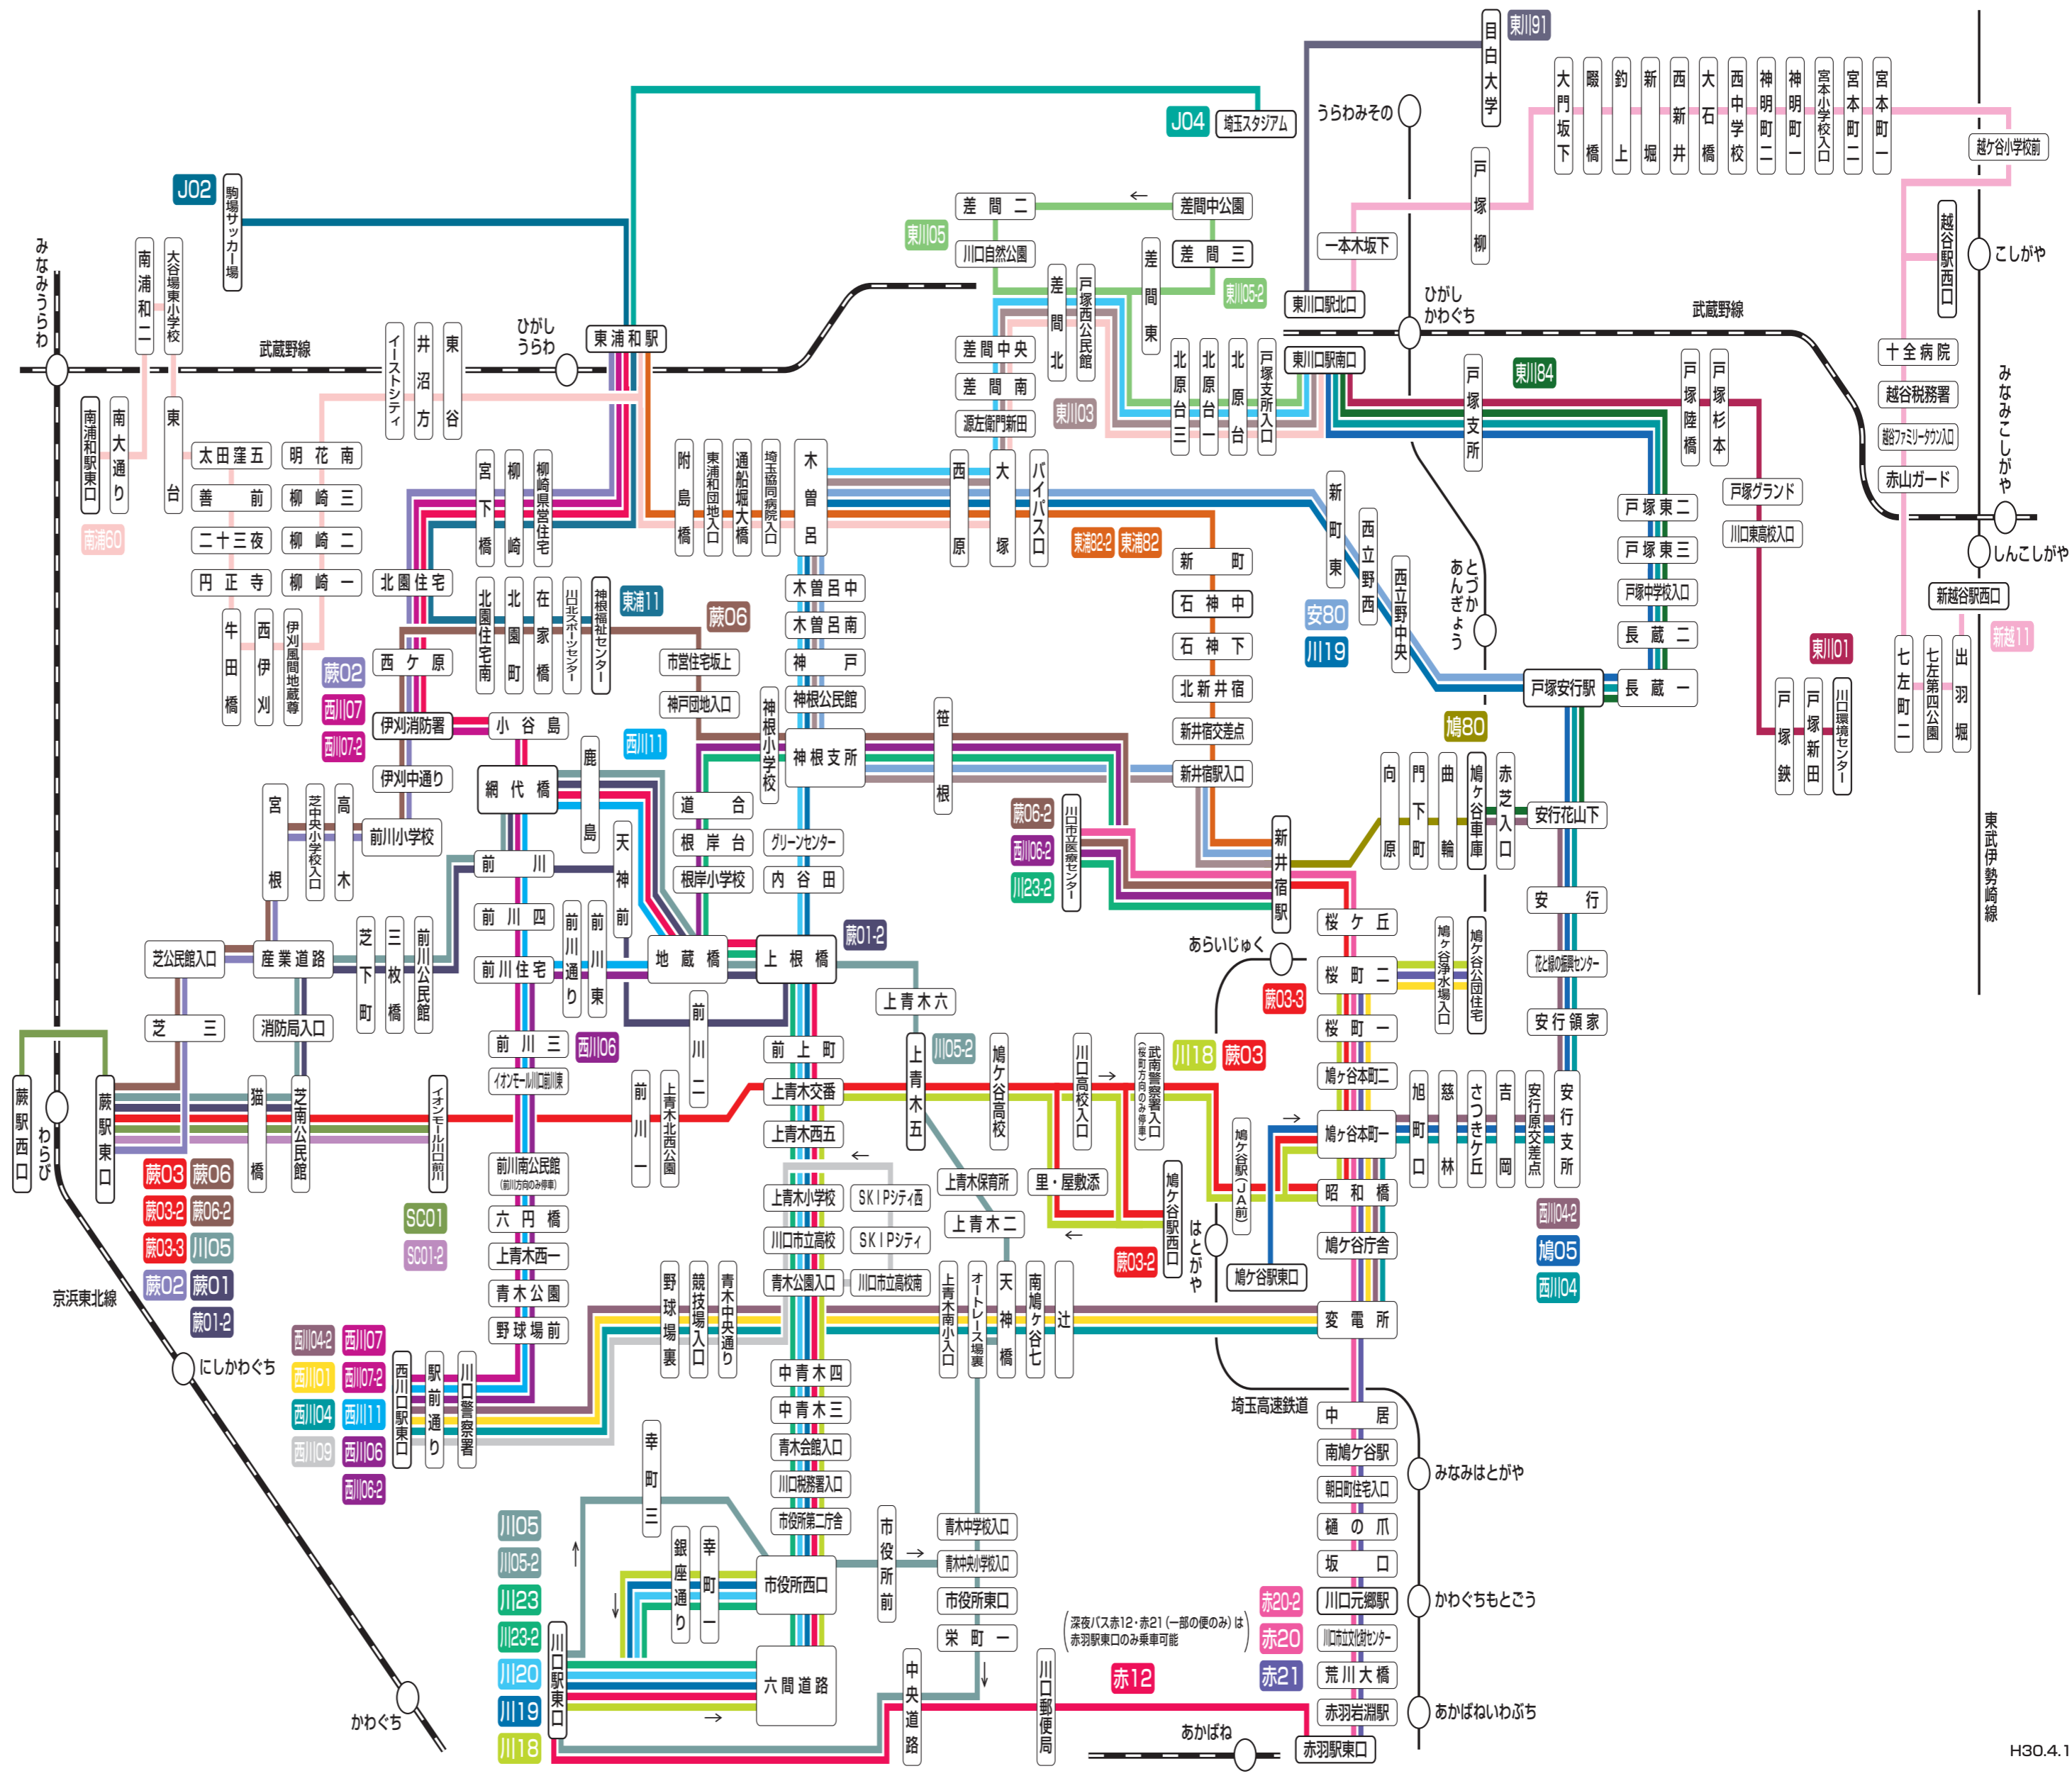 目白大学
東川91
J04
埼玉スタジアム
うらわみその
大門坂下
畷橋
釣上
新堀
西新井
大石橋
西中学校
神明町二
神明町一
宮本小学校入口
宮本町二
宮本町一
越ケ谷小学校前
戸塚柳
一本木坂下
越谷駅西口
こしがや
J02
駒場サッカー場
みなみうらわ
南浦和二
大谷場東小学校
差間二
差間中公園
東川05
川口自然公園
差間三
東川05-2
差間東
差間北
戸塚西公民館
東川口駅北口
ひがし
かわぐち
武蔵野線
武蔵野線
イーストシティ
井沼方
東谷
ひがし
うらわ
東浦和駅
差間中央
差間南
源左衛門新田
東川03
北原台三
北原台一
北原台
戸塚支所入口
東川口駅南口
戸塚支所
東川84
戸塚陸橋
戸塚杉本
十全病院
越谷税務署
越谷ファミリータウン入口
赤山ガード
みなみこしがや
しんこしがや
新越谷駅西口
新越11
七左町二
七左第四公園
出羽堀
南浦和駅東口
南大通り
東台
南浦60
太田窪五
善前
二十三夜
円正寺
明花南
柳崎三
柳崎二
柳崎一
牛田橋
西伊刈
伊刈風間地蔵尊
宮下橋
柳崎
柳崎県営住宅
附島橋
東浦和団地入口
通船堀大橋
埼玉協同病院入口
木曽呂
西原
大塚
バイパス口
東浦82-2
東浦82
新町東
西立野西
西立野中央
安80
川19
とづか
あんぎょう
戸塚東二
戸塚東三
戸塚中学校入口
長蔵二
長蔵一
戸塚安行駅
戸塚グランド
川口東高校入口
東川01
戸塚鋏
戸塚新田
川口環境センター
北園住宅
北園住宅南
北園町
在家橋
川口北スポーツセンター
神根福祉センター
東浦11
蕨06
木曽呂中
木曽呂南
神戸
神根公民館
神根支所
新町
石神中
石神下
北新井宿
新井宿交差点
新井宿駅入口
西ケ原
蕨02
西川07
西川07-2
伊刈消防署
小谷島
伊刈中通り
網代橋
鹿島
西川11
市営住宅坂上
神戸団地入口
神根小学校
笹根
道合
根岸台
根岸小学校
グリーンセンター
内谷田
天神前
宮根
芝中央小学校入口
高木
前川小学校
前川
前川四
前川住宅
前川通り
前川東
地蔵橋
上根橋
蕨01-2
蕨06-2
西川06-2
川23-2
川口市立医療センター
新井宿駅
鳩80
向原
門下町
曲輪
鳩ヶ谷車庫
赤芝入口
安行花山下
安行
花と緑の振興センター
安行領家
東武伊勢崎線
芝公民館入口
産業道路
芝下町
三枚橋
前川公民館
芝三
消防局入口
前川三
西川06
イオンモール川口前川東
前川二
前上町
上青木交番
上青木西五
上青木六
上青木五
川05-2
鳩ケ谷高校
川口高校入口
武南警察署入口
(桜町方向のみ停車)
川18
蕨03
あらいじゅく
蕨03-3
桜ケ丘
桜町二
桜町一
鳩ケ谷本町二
鳩ヶ谷本町一
昭和橋
鳩ケ谷庁舎
変電所
鳩ヶ谷浄水場入口
鳩ケ谷公団住宅
旭町口
慈林
さつきケ丘
吉岡
安行原交差点
安行支所
西川04-2
鳩05
西川04
蕨駅西口
わらび
蕨駅東口
猫橋
芝南公民館
イオンモール川口前川
前川一
上青木北西公園
蕨03
蕨06
蕨03-2
蕨06-2
蕨03-3
川05
蕨02
蕨01
蕨01-2
SC01
SC01-2
前川南公民館
(前川方向のみ停車)
六円橋
上青木西一
青木公園
野球場前
上青木小学校
川口市立高校
青木公園入口
SKIPシティ西
SKIPシティ
川口市立高校南
上青木保育所
上青木二
里・屋敷添
蕨03-2
鳩ケ谷駅西口
はとがや
鳩ケ谷駅(JA前)
鳩ケ谷駅東口
京浜東北線
にしかわぐち
西川04-2
西川07
西川01
西川07-2
西川04
西川11
西川09
西川06
西川06-2
西川口駅東口
駅前通り
川口警察署
野球場裏
競技場入口
青木中央通り
上青木南小入口
オートレース場裏
天神橋
南鳩ケ谷七
辻
埼玉高速鉄道
中青木四
中青木三
青木会館入口
川口税務署入口
市役所第二庁舎
市役所西口
六間道路
幸町三
銀座通り
幸町一
市役所前
青木中学校入口
青木中央小学校入口
市役所東口
栄町一
中央道路
川口郵便局
川05
川05-2
川23
川23-2
川20
川19
川18
川口駅東口
かわぐち
中居
南鳩ケ谷駅
朝日町住宅入口
樋の爪
坂口
川口元郷駅
川口市立文化財センター
荒川大橋
赤羽岩淵駅
赤羽駅東口
みなみはとがや
かわぐちもとごう
あかばねいわぶち
(深夜バス赤12・赤21(一部の便のみ)は
赤羽駅東口のみ乗車可能)
赤20-2
赤20
赤21
赤12
あかばね
H30.4.1